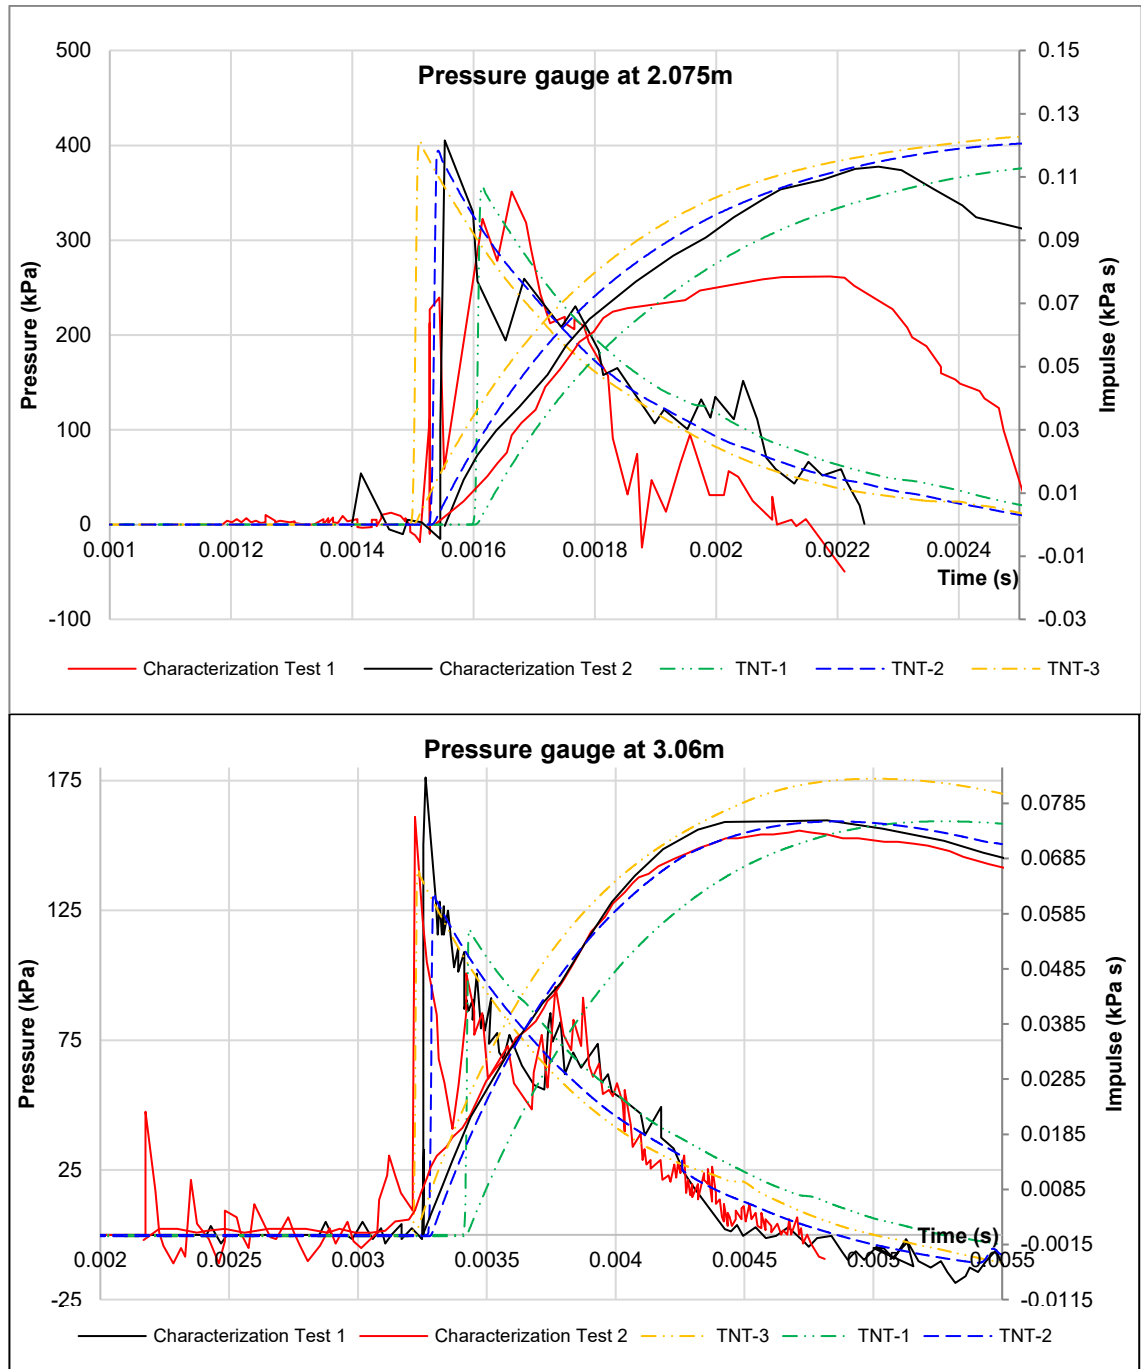 Pressure gauge at 2.075m
500
400
300
200
100
0
-100
Pressure (kPa)
0.15
0.13
0.11
0.09
0.07
0.05
0.03
0.01
-0.01
-0.03
Impulse (kPa s)
0.001 0.0012 0.0014 0.0016 0.0018 0.002 0.0022 0.0024
Time (s)
Characterization Test 1 Characterization Test 2 TNT-1 TNT-2 TNT-3
Pressure gauge at 3.06m
175
125
75
25
-25
Pressure (kPa)
0.0785
0.0685
0.0585
0.0485
0.0385
0.0285
0.0185
0.0085
-0.0015
-0.0115
Impulse (kPa s)
Time (s)
0.002 0.0025 0.003 0.0035 0.004 0.0045 0.005 0.0055
Characterization Test 1 Characterization Test 2 TNT-3 TNT-1 TNT-2